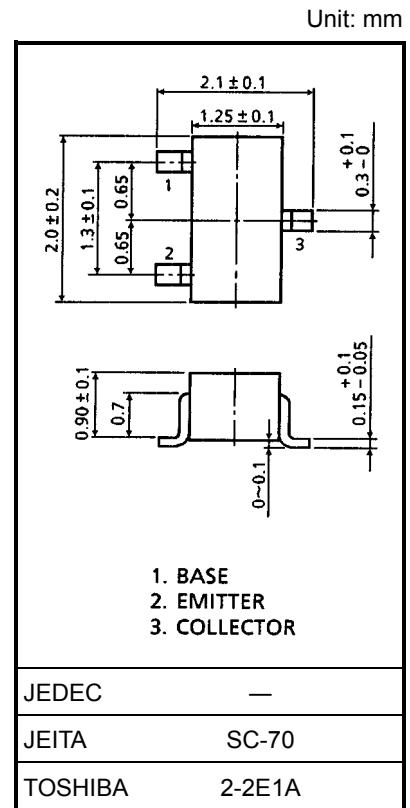 Unit: mm
2.1±0.1
1.25±0.1
+0.1
0.3−0
2.0±0.2
1.3±0.1
0.65
0.65
1
2
3
0.90±0.1
0.7
+0.1
0.15−0.05
0~0.1
1. BASE
2. EMITTER
3. COLLECTOR
JEDEC —
JEITA SC-70
TOSHIBA 2-2E1A